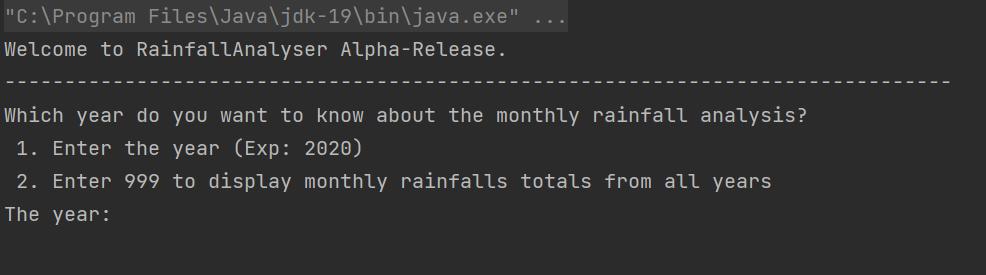 "C:\Program Files\Java\jdk-19\bin\java.exe" ...
Welcome to RainfallAnalyser Alpha-Release.
-------------------------------------------------------------------------------
Which year do you want to know about the monthly rainfall analysis?
 1. Enter the year (Exp: 2020)
 2. Enter 999 to display monthly rainfalls totals from all years
The year: